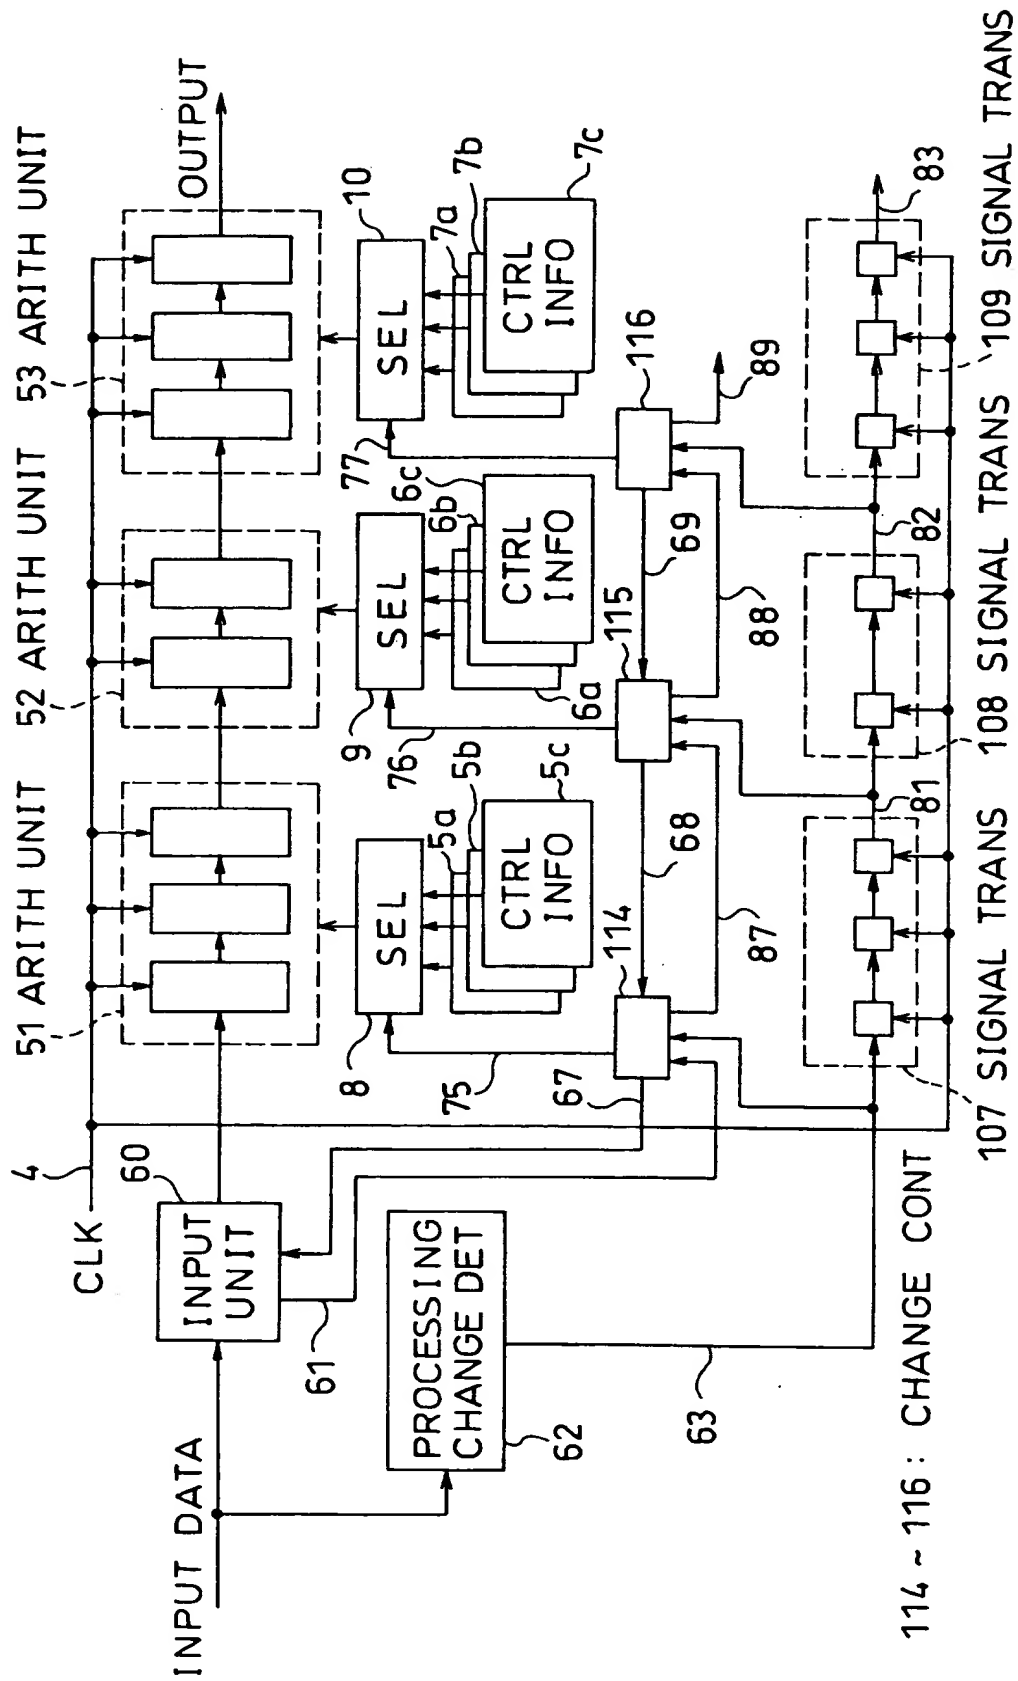 51 ARITH UNIT
52 ARITH UNIT
53 ARITH UNIT
4
CLK
60
INPUT DATA
INPUT
UNIT
OUTPUT
61
8
SEL
9
SEL
10
SEL
75
76
77
5a
5b
5c
CTRL
INFO
6a
6b
6c
CTRL
INFO
7a
7b
7c
CTRL
INFO
PROCESSING
CHANGE DET
62
63
67
114
68
115
69
116
87
88
89
81
82
83
107 SIGNAL TRANS
108 SIGNAL TRANS
109 SIGNAL TRANS
114 ~ 116 : CHANGE CONT